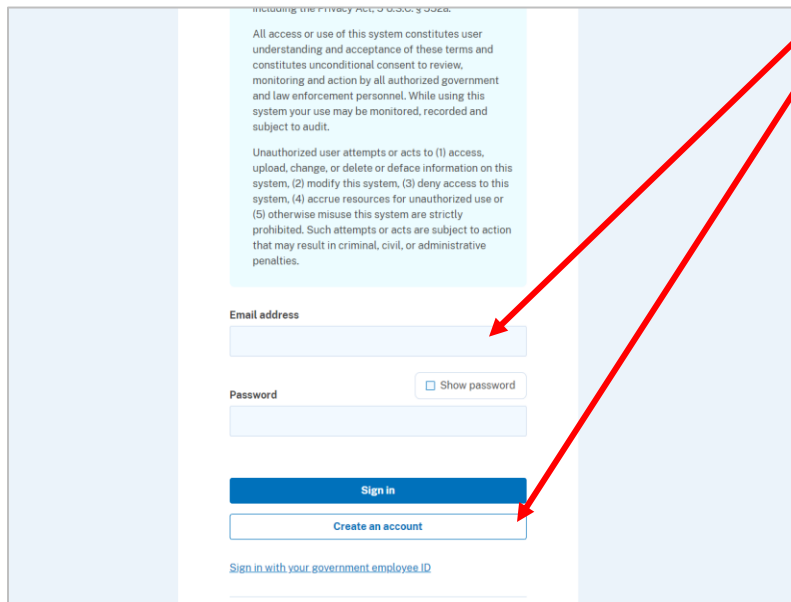 including the Privacy Act, 5 U.S.C. § 552a.
All access or use of this system constitutes user
understanding and acceptance of these terms and
constitutes unconditional consent to review,
monitoring and action by all authorized government
and law enforcement personnel. While using this
system your use may be monitored, recorded and
subject to audit.
Unauthorized user attempts or acts to (1) access,
upload, change, or delete or deface information on this
system, (2) modify this system, (3) deny access to this
system, (4) accrue resources for unauthorized use or
(5) otherwise misuse this system are strictly
prohibited. Such attempts or acts are subject to action
that may result in criminal, civil, or administrative
penalties.
Email address
Show password
Password
Sign in
Create an account
Sign in with your government employee ID